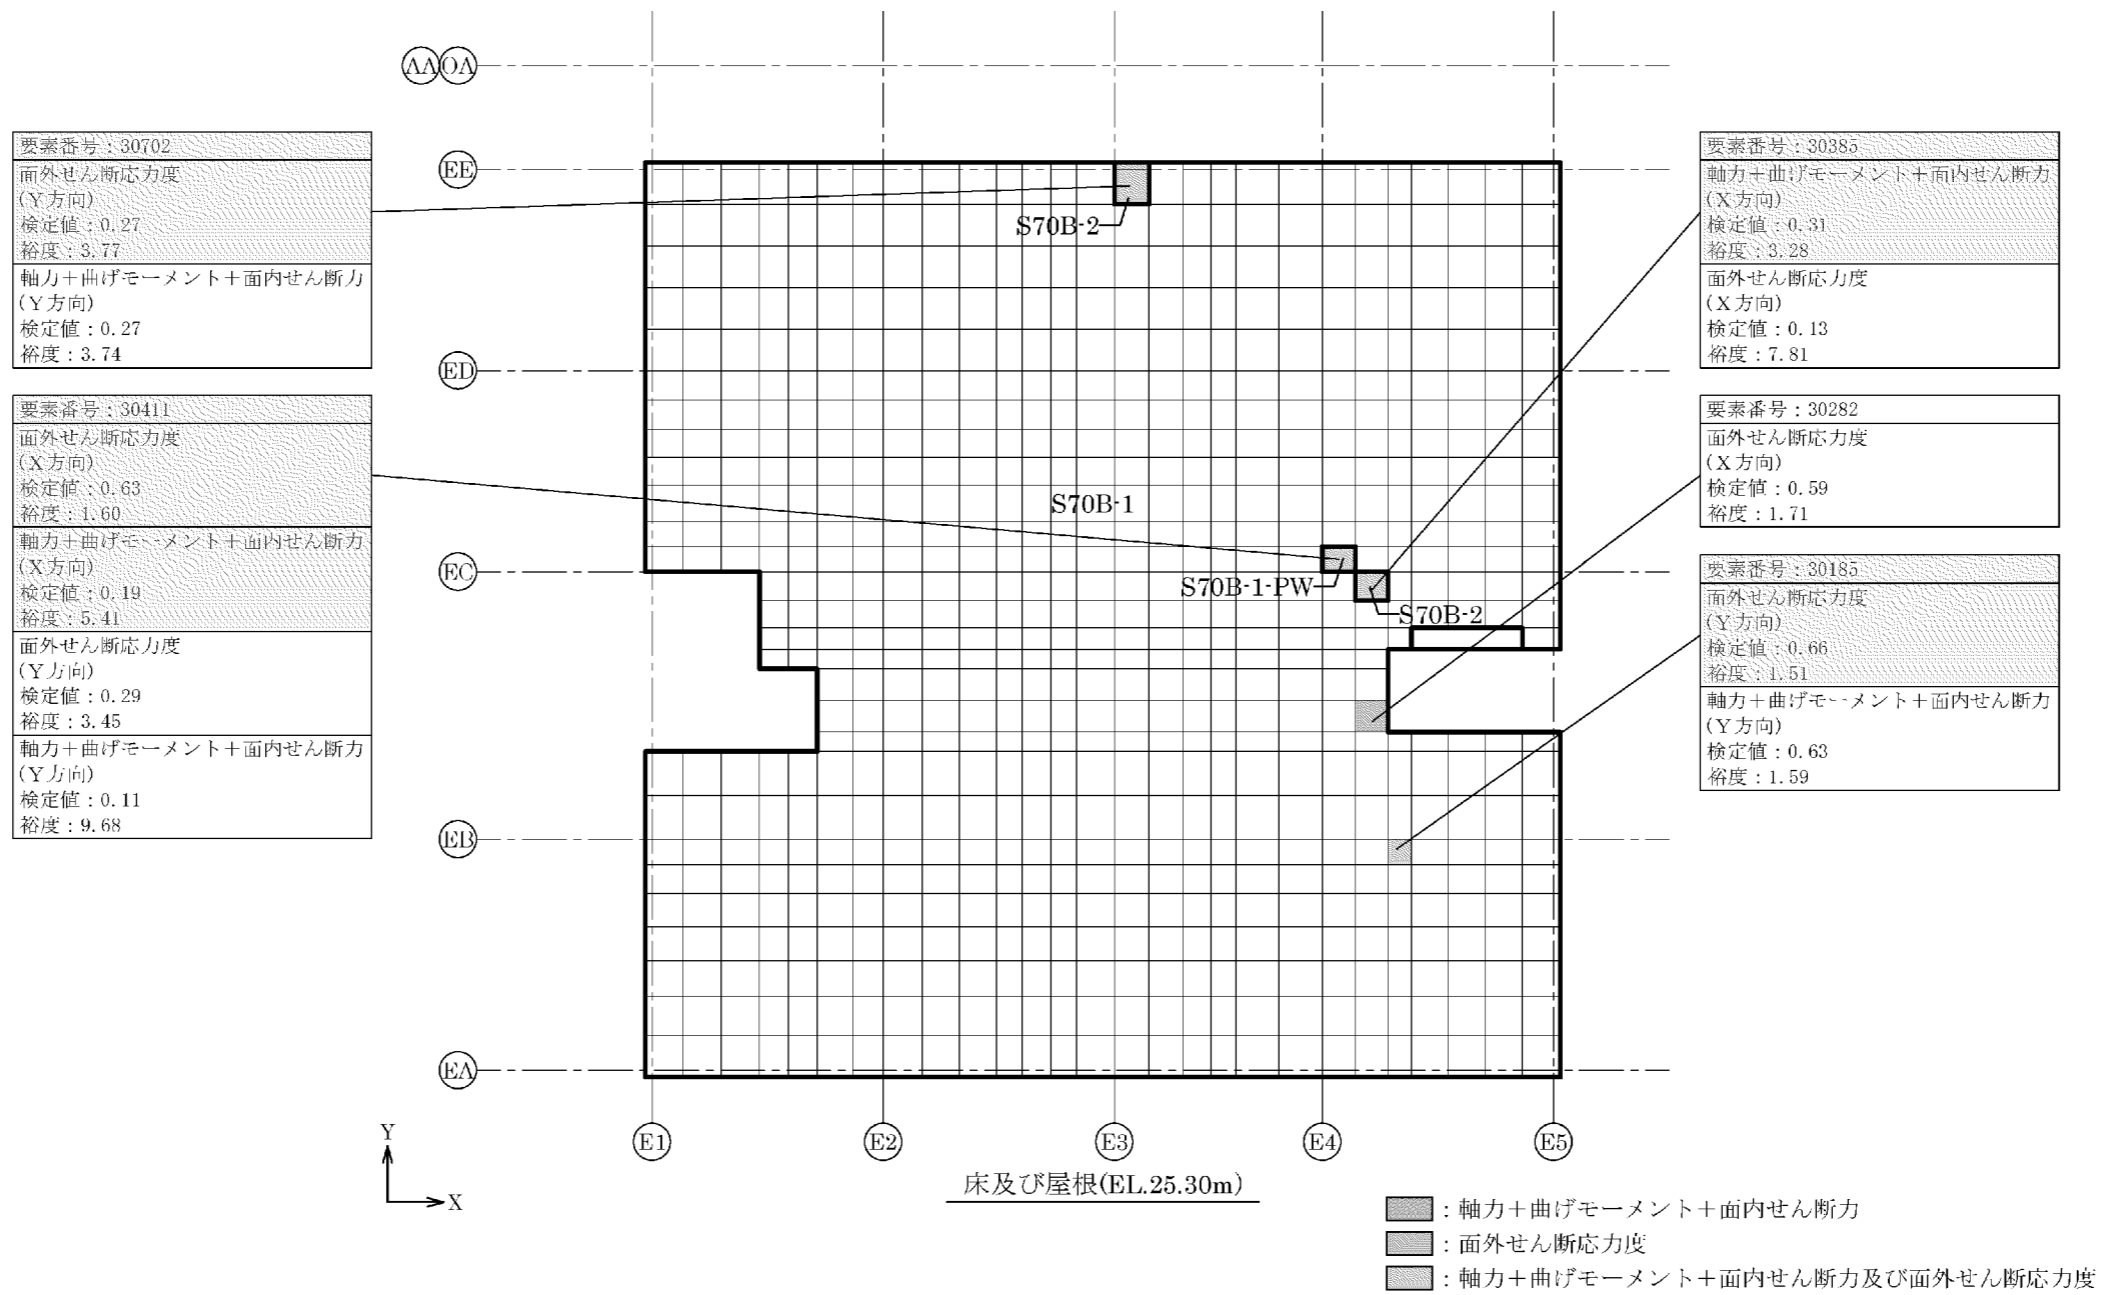 AA OA
要素番号:30702
面外せん断応力度
(Y方向)
検定値:0.27
裕度:3.77
軸力+曲げモーメント+面内せん断力
(Y方向)
検定値:0.27
裕度:3.74
要素番号:30411
面外せん断応力度
(X方向)
検定値:0.63
裕度:1.60
軸力+曲げモーメント+面内せん断力
(X方向)
検定値:0.19
裕度:5.41
面外せん断応力度
(Y方向)
検定値:0.29
裕度:3.45
軸力+曲げモーメント+面内せん断力
(Y方向)
検定値:0.11
裕度:9.68
EE
ED
EC
EB
EA
S70B-2
S70B-1
S70B-1-PW
S70B-2
要素番号:30385
軸力+曲げモーメント+面内せん断力
(X方向)
検定値:0.31
裕度:3.28
面外せん断応力度
(X方向)
検定値:0.13
裕度:7.81
要素番号:30282
面外せん断応力度
(X方向)
検定値:0.59
裕度:1.71
要素番号:30185
面外せん断応力度
(Y方向)
検定値:0.66
裕度:1.51
軸力+曲げモーメント+面内せん断力
(Y方向)
検定値:0.63
裕度:1.59
E1 E2 E3 E4 E5
Y
X
床及び屋根(EL.25.30m)
:軸力+曲げモーメント+面内せん断力
:面外せん断応力度
:軸力+曲げモーメント+面内せん断力及び面外せん断応力度